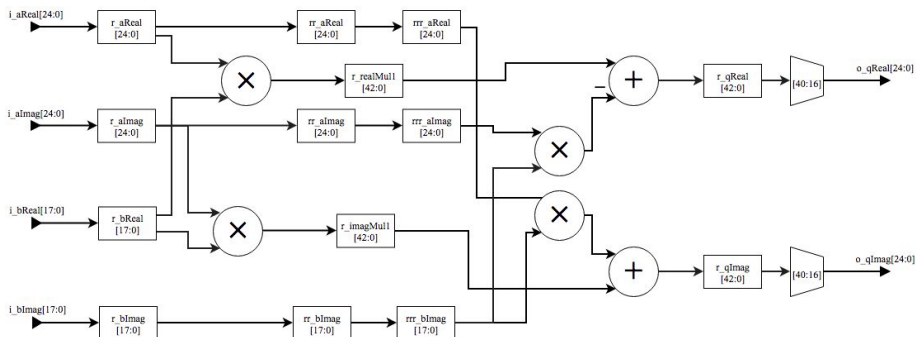 i_aReal[24:0]
r_aReal
[24:0]
rr_aReal
[24:0]
rrr_aReal
[24:0]
o_qReal[24:0]
×
r_realMul1
[42:0]
+
−
r_qReal
[42:0]
[40:16]
i_aImag[24:0]
r_aImag
[24:0]
rr_aImag
[24:0]
rrr_aImag
[24:0]
×
i_bReal[17:0]
r_bReal
[17:0]
×
r_imagMul1
[42:0]
×
o_qImag[24:0]
+
r_qImag
[42:0]
[40:16]
i_bImag[17:0]
r_bImag
[17:0]
rr_bImag
[17:0]
rrr_bImag
[17:0]